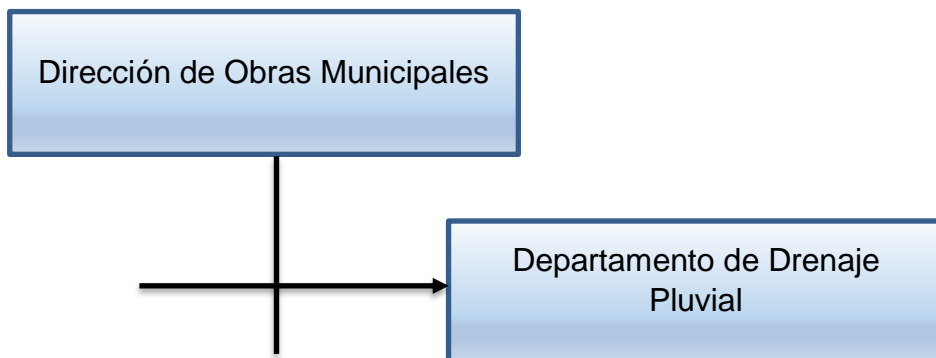 Dirección de Obras Municipales
Departamento de Drenaje
Pluvial